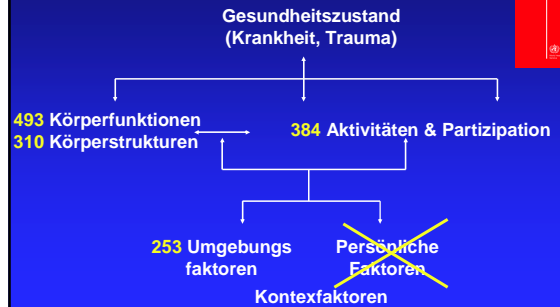 Gesundheitszustand
(Krankheit, Trauma)
493 Körperfunktionen
310 Körperstrukturen
384 Aktivitäten & Partizipation
253 Umgebungs
faktoren
Persönliche
Faktoren
Kontexfaktoren